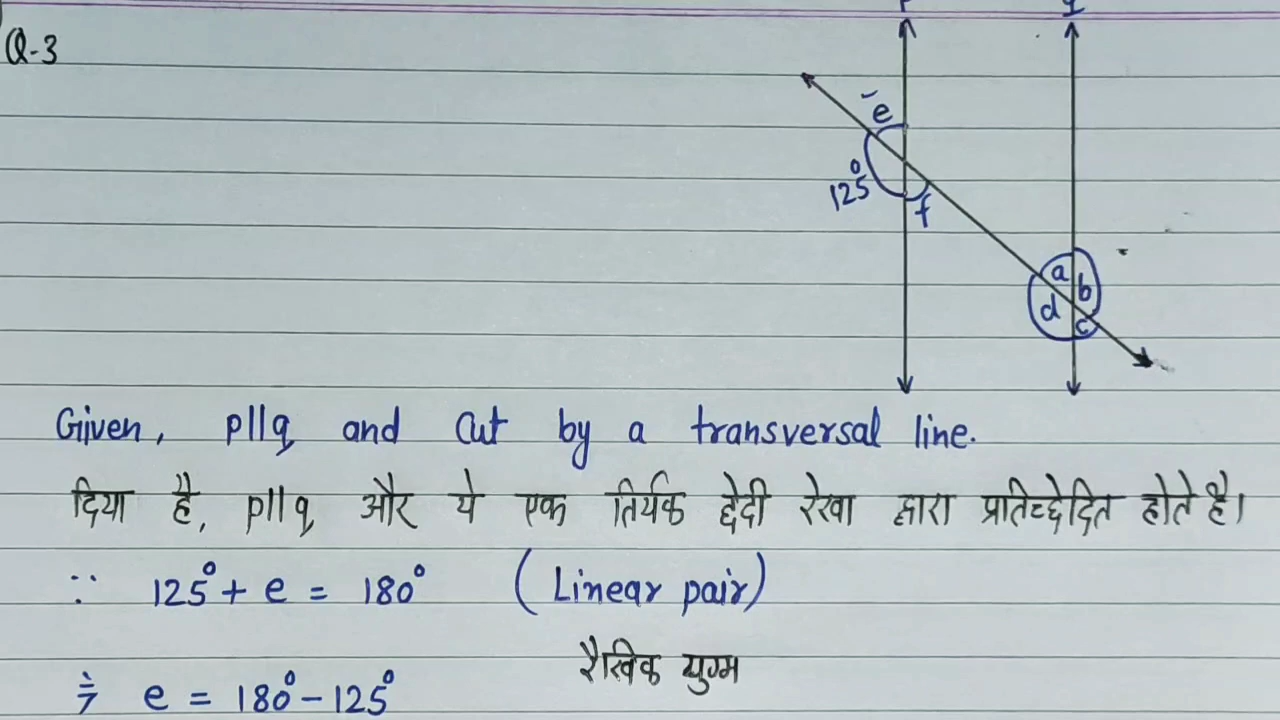 Q-3
q
e
125°
f
a
b
d
c
Given, p||q and cut by a transversal line.
दिया है, p||q और ये एक तिर्यक छेदी रेखा द्वारा प्रतिच्छेदित होते है।
∵ 125° + e = 180° (Linear pair)
रैखिक युग्म
⇒ e = 180° - 125°